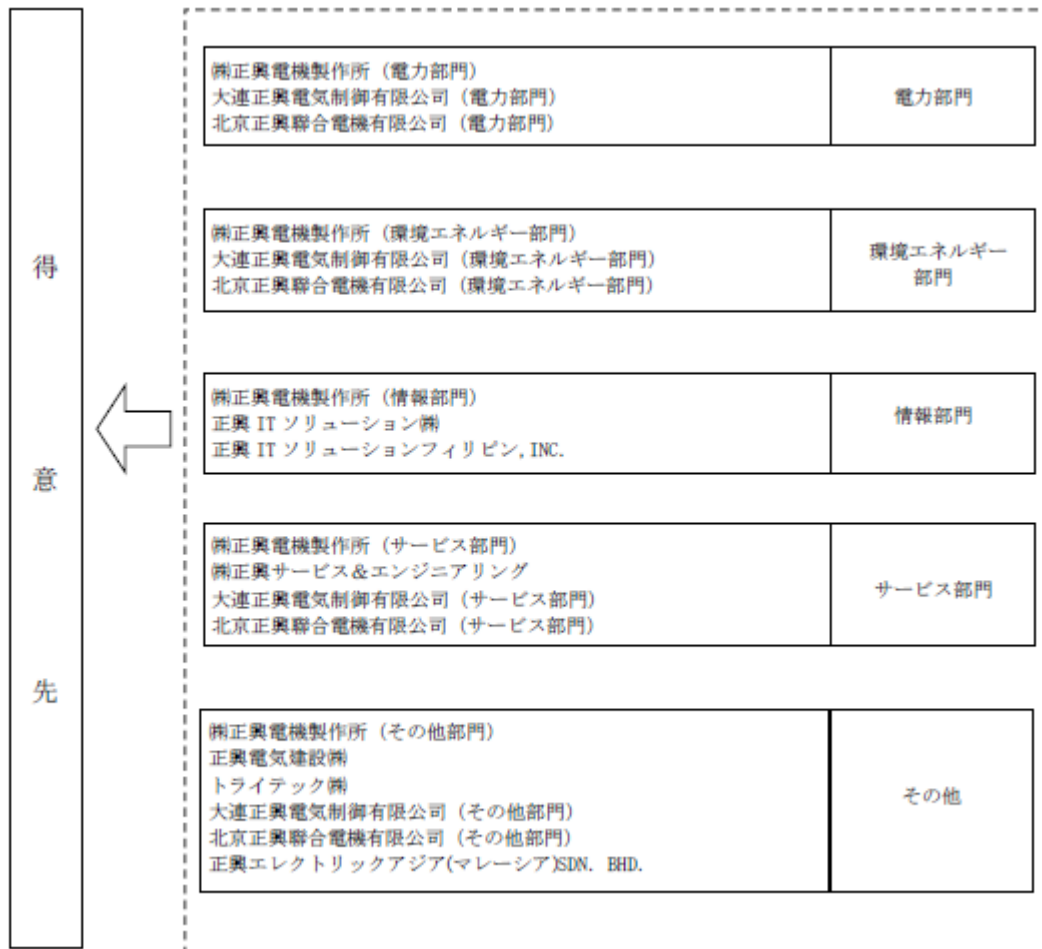 得意先
㈱正興電機製作所（電力部門）
大連正興電気制御有限公司（電力部門）
北京正興聯合電機有限公司（電力部門）
電力部門
㈱正興電機製作所（環境エネルギー部門）
大連正興電気制御有限公司（環境エネルギー部門）
北京正興聯合電機有限公司（環境エネルギー部門）
環境エネルギー
部門
㈱正興電機製作所（情報部門）
正興 IT ソリューション㈱
正興 IT ソリューションフィリピン,INC.
情報部門
㈱正興電機製作所（サービス部門）
㈱正興サービス＆エンジニアリング
大連正興電気制御有限公司（サービス部門）
北京正興聯合電機有限公司（サービス部門）
サービス部門
㈱正興電機製作所（その他部門）
正興電気建設㈱
トライテック㈱
大連正興電気制御有限公司（その他部門）
北京正興聯合電機有限公司（その他部門）
正興エレクトリックアジア(マレーシア)SDN. BHD.
その他